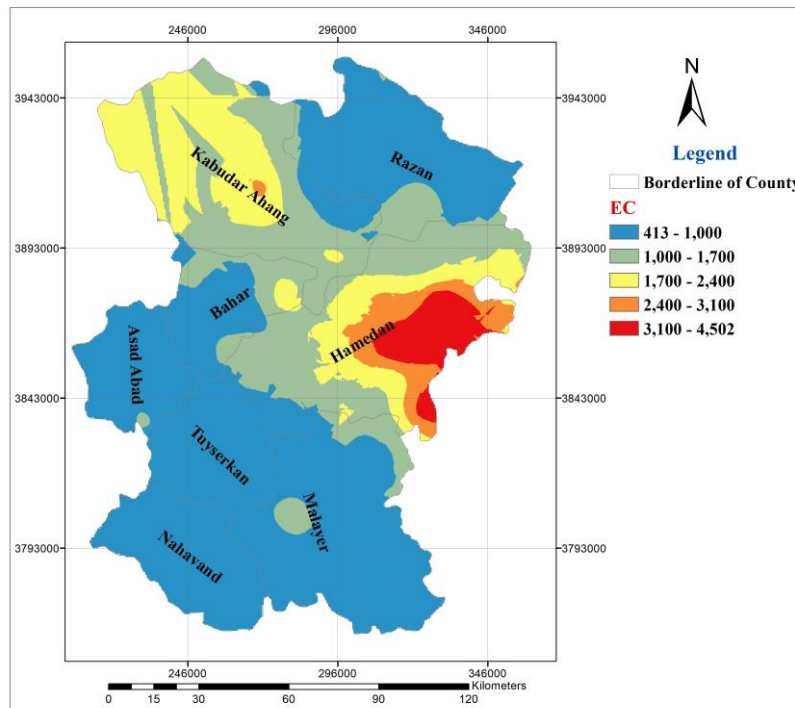 246000 296000 346000
3943000 3943000
3893000 3893000
3843000 3843000
3793000 3793000
246000 296000 346000
Razan
Kabudar Ahang
Bahar
Hamedan
Asad Abad
Tuyserkan
Malayer
Nahavand
N
Legend
Borderline of County
EC
413 - 1,000
1,000 - 1,700
1,700 - 2,400
2,400 - 3,100
3,100 - 4,502
Kilometers
0 15 30 60 90 120